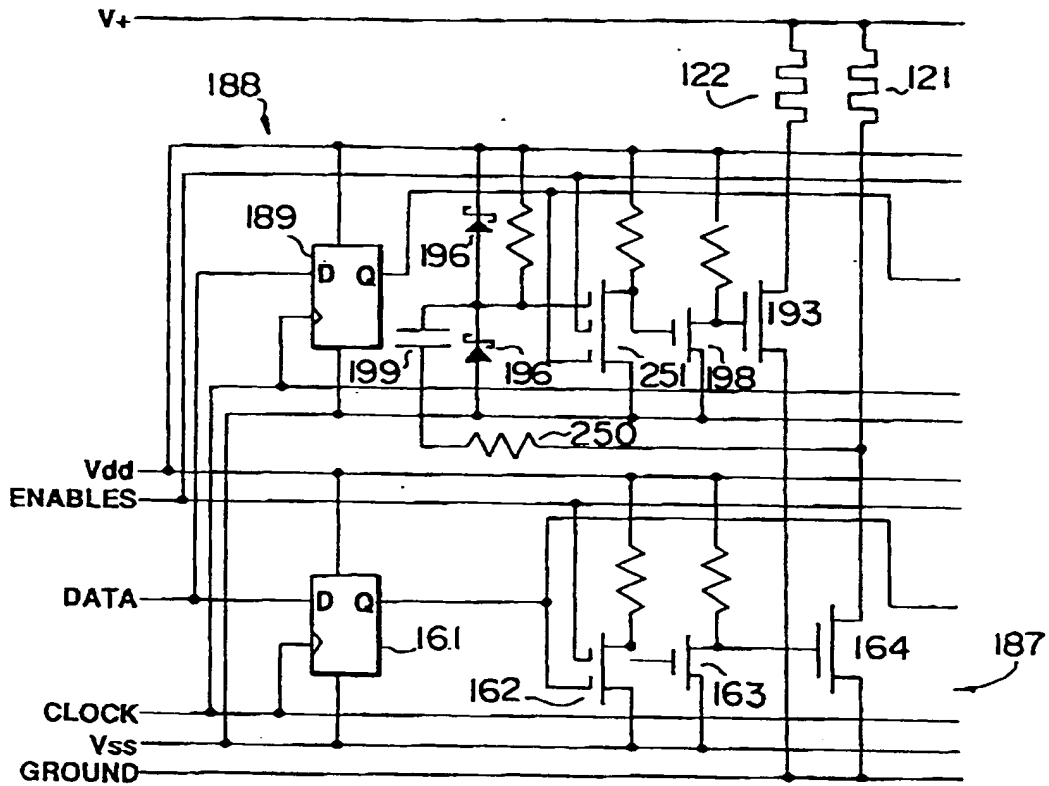 V+
188
122
121
189
D Q
196
193
199
196
251
198
250
Vdd
ENABLES
DATA
D Q
161
164
187
162
163
CLOCK
Vss
GROUND